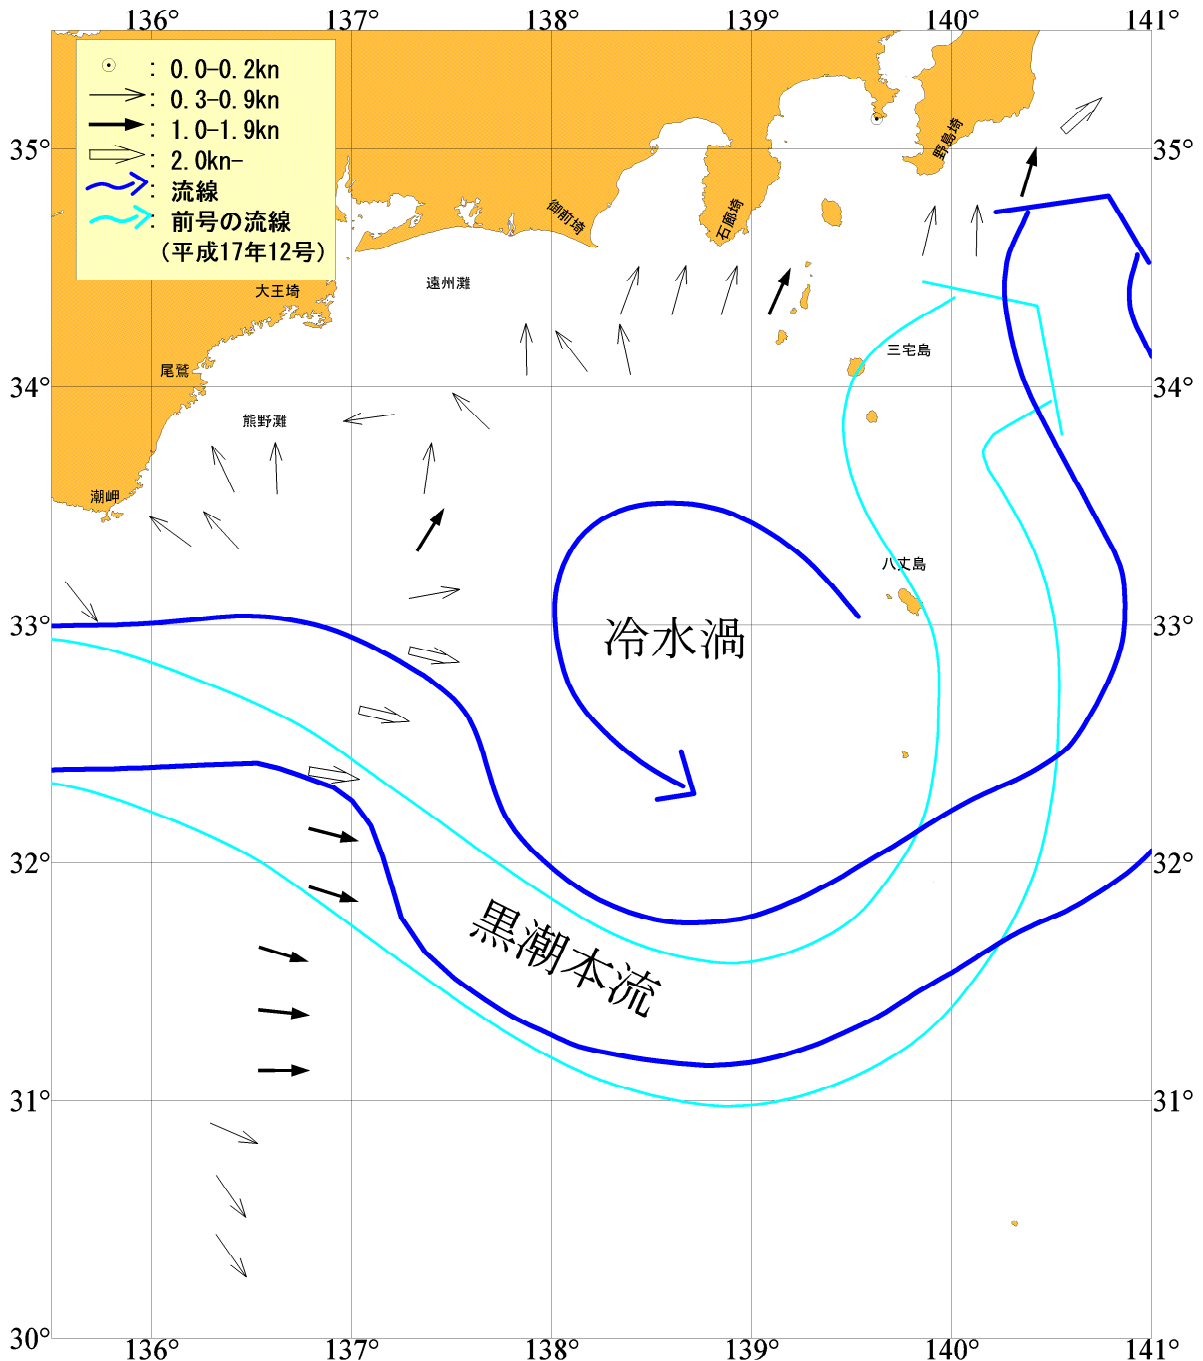 136° 137° 138° 139° 140° 141°
: 0.0-0.2kn
: 0.3-0.9kn
: 1.0-1.9kn
: 2.0kn-
: 流線
: 前号の流線
(平成17年12号)
35° 35°
野島埼
御前埼
石廊埼
大王埼
遠州灘
三宅島
尾鷲
34° 34°
熊野灘
潮岬
八丈島
33° 33°
冷水渦
32° 32°
黒潮本流
31° 31°
30° 30°
136° 137° 138° 139° 140° 141°